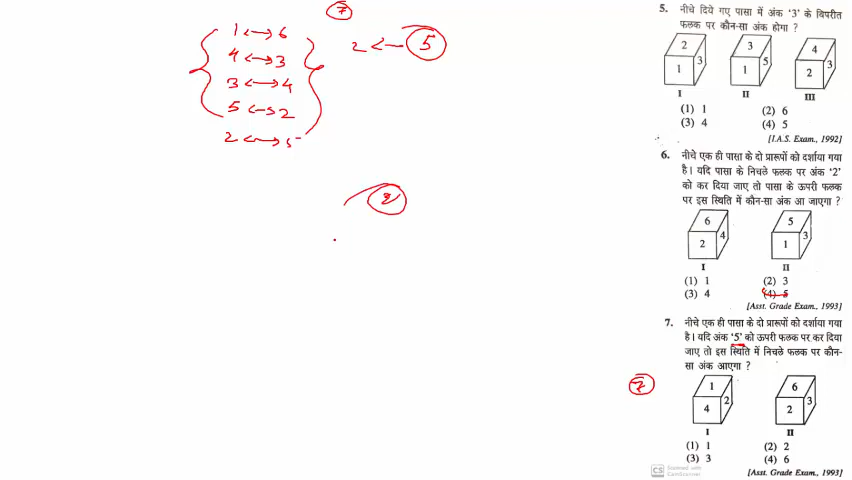 7
1 ↔ 6
4 ↔ 3
3 ↔ 4
5 ↔ 2
2 ↔ 5
2 ← 5
2
7
5. नीचे दिये गए पासा में अंक '3' के विपरीत
फलक पर कौन-सा अंक होगा ?
2
3
1
I
3
5
1
II
4
3
2
III
(1) 1 (2) 6
(3) 4 (4) 5
[I.A.S. Exam., 1992]
6. नीचे एक ही पासा के दो प्रारूपों को दर्शाया गया
है। यदि पासा के निचले फलक पर अंक '2'
को कर दिया जाए तो पासा के ऊपरी फलक
पर इस स्थिति में कौन-सा अंक आ जाएगा ?
6
4
2
I
5
3
1
II
(1) 1 (2) 3
(3) 4 (4) 5
[Asst. Grade Exam., 1993]
7. नीचे एक ही पासा के दो प्रारूपों को दर्शाया गया
है। यदि अंक '5' को ऊपरी फलक पर कर दिया
जाए तो इस स्थिति में निचले फलक पर कौन-
सा अंक आएगा ?
1
2
4
I
6
3
2
II
(1) 1 (2) 2
(3) 3 (4) 6
[Asst. Grade Exam., 1993]
CS Scanned with
CamScanner